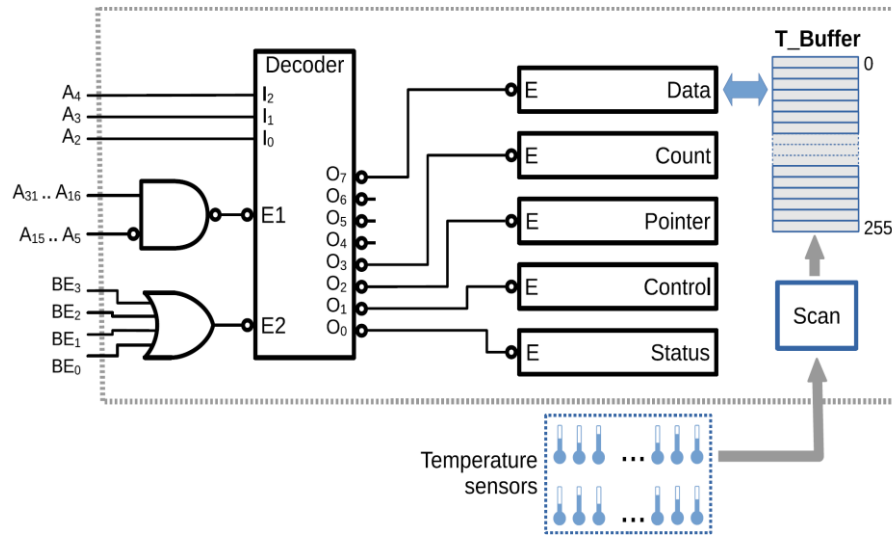 T_Buffer
Decoder
0
A₄
I₂
E
Data
A₃
I₁
A₂
I₀
E
Count
O₇
A₃₁ .. A₁₆
O₆
E1
O₅
E
Pointer
255
A₁₅ .. A₅
O₄
O₃
BE₃
O₂
E
Control
BE₂
O₁
Scan
BE₁
E2
O₀
BE₀
E
Status
Temperature
sensors
...
...